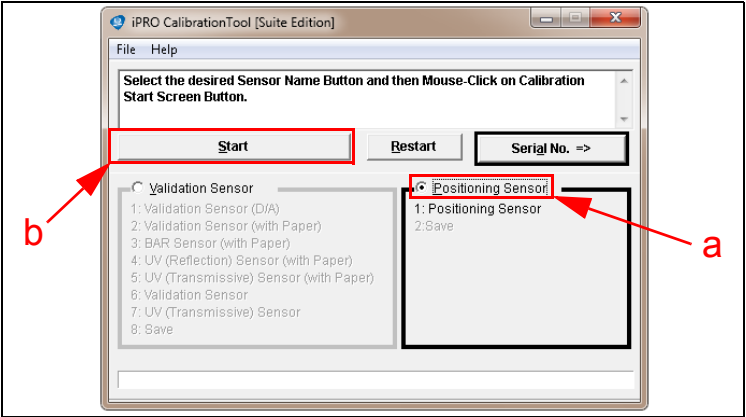 iPRO CalibrationTool [Suite Edition]
File Help
Select the desired Sensor Name Button and then Mouse-Click on Calibration
Start Screen Button.
Start Restart Serial No. =>
b
Validation Sensor
1: Validation Sensor (D/A)
2: Validation Sensor (with Paper)
3: BAR Sensor (with Paper)
4: UV (Reflection) Sensor (with Paper)
5: UV (Transmissive) Sensor (with Paper)
6: Validation Sensor
7: UV (Transmissive) Sensor
8: Save
Positioning Sensor
1: Positioning Sensor
2:Save
a